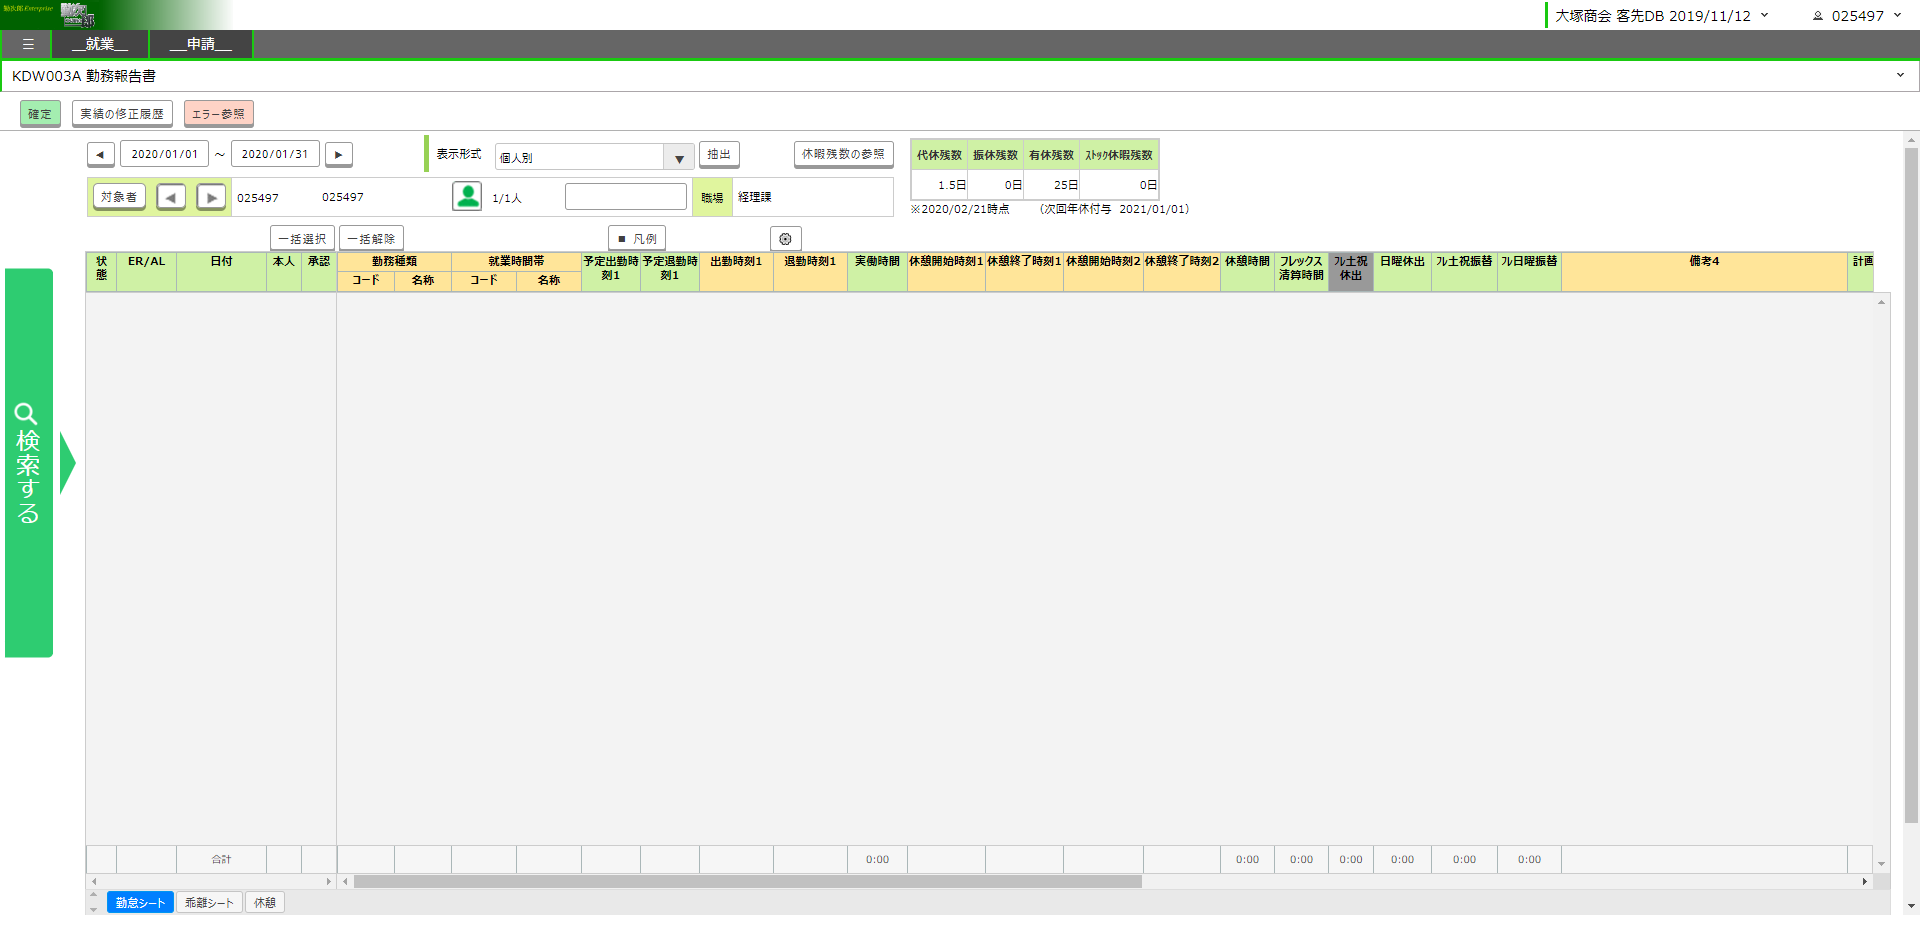 勤次郎Enterprise
大塚商会 客先DB 2019/11/12
025497
☰ __就業__ __申請__
KDW003A 勤務報告書
確定 実績の修正履歴 エラー参照
◀ 2020/01/01 ～ 2020/01/31 ▶ 表示形式 個人別 ▼ 抽出 休暇残数の参照
代休残数 振休残数 有休残数 ｽﾄｯｸ休暇残数
1.5日 0日 25日 0日
※2020/02/21時点 （次回年休付与 2021/01/01）
対象者 ◀ ▶ 025497 025497 1/1人 職場 経理課
一括選択 一括解除 ■ 凡例
状態 ER/AL 日付 本人 承認 勤務種類 就業時間帯 予定出勤時刻1 予定退勤時刻1 出勤時刻1 退勤時刻1 実働時間 休憩開始時刻1 休憩終了時刻1 休憩開始時刻2 休憩終了時刻2 休憩時間 フレックス清算時間 ﾌﾚ土祝休出 日曜休出 ﾌﾚ土祝振替 ﾌﾚ日曜振替 備考4 計画
コード 名称 コード 名称
検索する
合計 0:00 0:00 0:00 0:00 0:00 0:00 0:00
勤怠シート 乖離シート 休憩